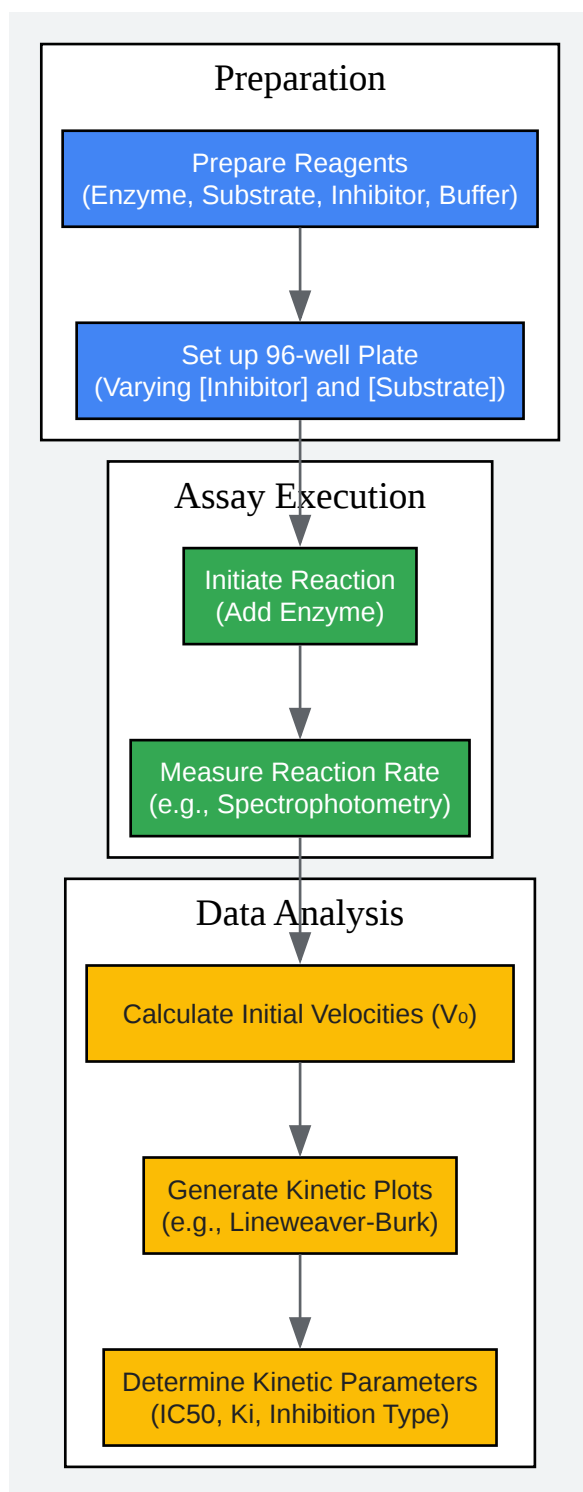 Preparation
Prepare Reagents
(Enzyme, Substrate, Inhibitor, Buffer)
Set up 96-well Plate
(Varying [Inhibitor] and [Substrate])
Assay Execution
Initiate Reaction
(Add Enzyme)
Measure Reaction Rate
(e.g., Spectrophotometry)
Data Analysis
Calculate Initial Velocities (V₀)
Generate Kinetic Plots
(e.g., Lineweaver-Burk)
Determine Kinetic Parameters
(IC50, Ki, Inhibition Type)